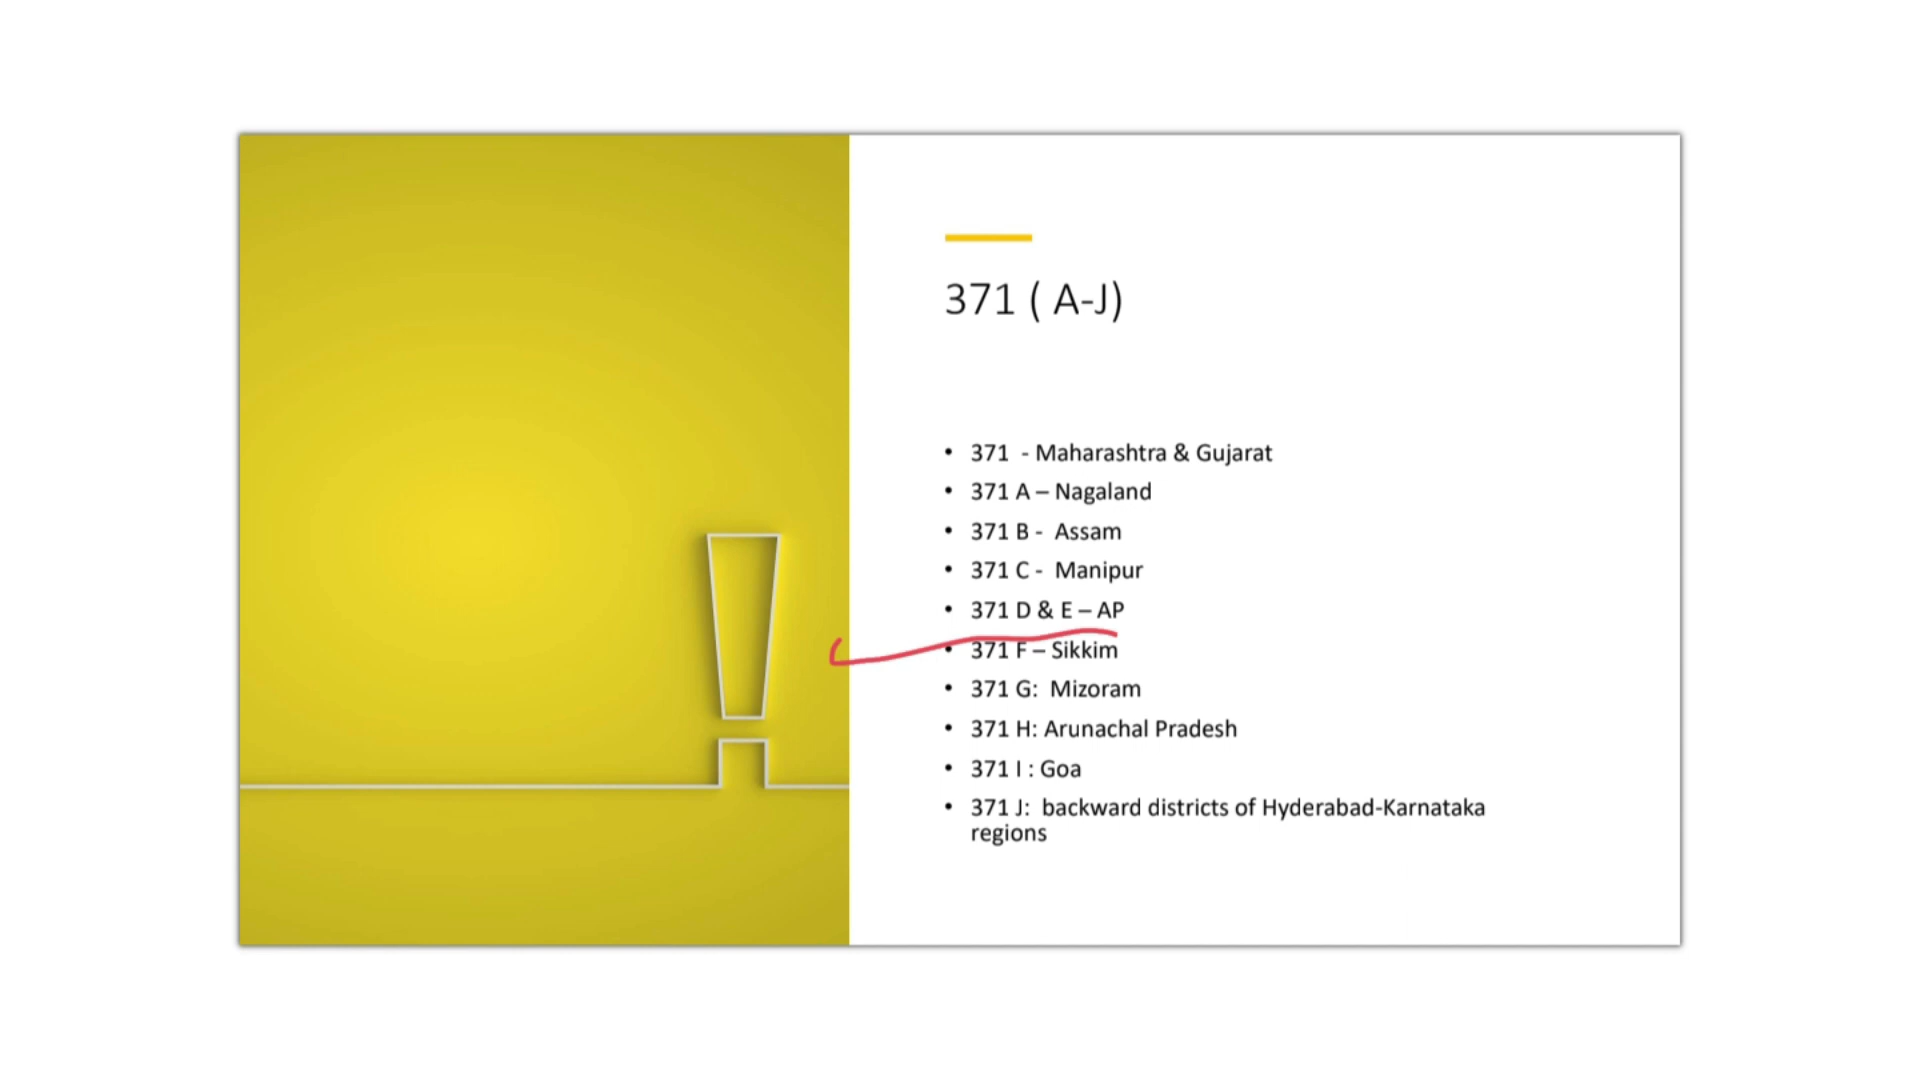 371 ( A-J)
• 371 - Maharashtra & Gujarat
• 371 A – Nagaland
• 371 B - Assam
• 371 C - Manipur
• 371 D & E – AP
• 371 F – Sikkim
• 371 G: Mizoram
• 371 H: Arunachal Pradesh
• 371 I : Goa
• 371 J: backward districts of Hyderabad-Karnataka
regions